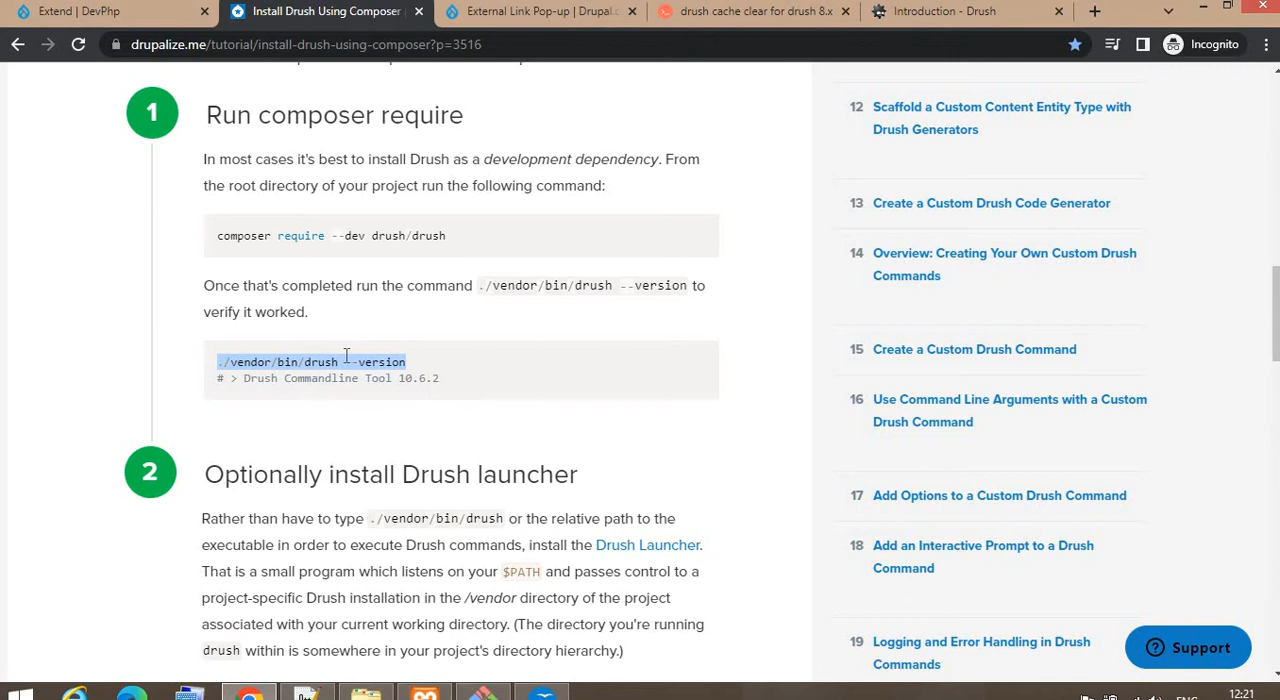 Extend | DevPhp
Install Drush Using Composer
External Link Pop-up | Drupal.c
drush cache clear for drush 8.x
Introduction - Drush
drupalize.me/tutorial/install-drush-using-composer?p=3516
Incognito
1
Run composer require
In most cases it's best to install Drush as a development dependency. From
the root directory of your project run the following command:
composer require --dev drush/drush
Once that's completed run the command ./vendor/bin/drush --version to
verify it worked.
./vendor/bin/drush --version
# > Drush Commandline Tool 10.6.2
2
Optionally install Drush launcher
Rather than have to type ./vendor/bin/drush or the relative path to the
executable in order to execute Drush commands, install the Drush Launcher.
That is a small program which listens on your $PATH and passes control to a
project-specific Drush installation in the /vendor directory of the project
associated with your current working directory. (The directory you're running
drush within is somewhere in your project's directory hierarchy.)
12 Scaffold a Custom Content Entity Type with
Drush Generators
13 Create a Custom Drush Code Generator
14 Overview: Creating Your Own Custom Drush
Commands
15 Create a Custom Drush Command
16 Use Command Line Arguments with a Custom
Drush Command
17 Add Options to a Custom Drush Command
18 Add an Interactive Prompt to a Drush
Command
19 Logging and Error Handling in Drush
Commands
Support
12:21